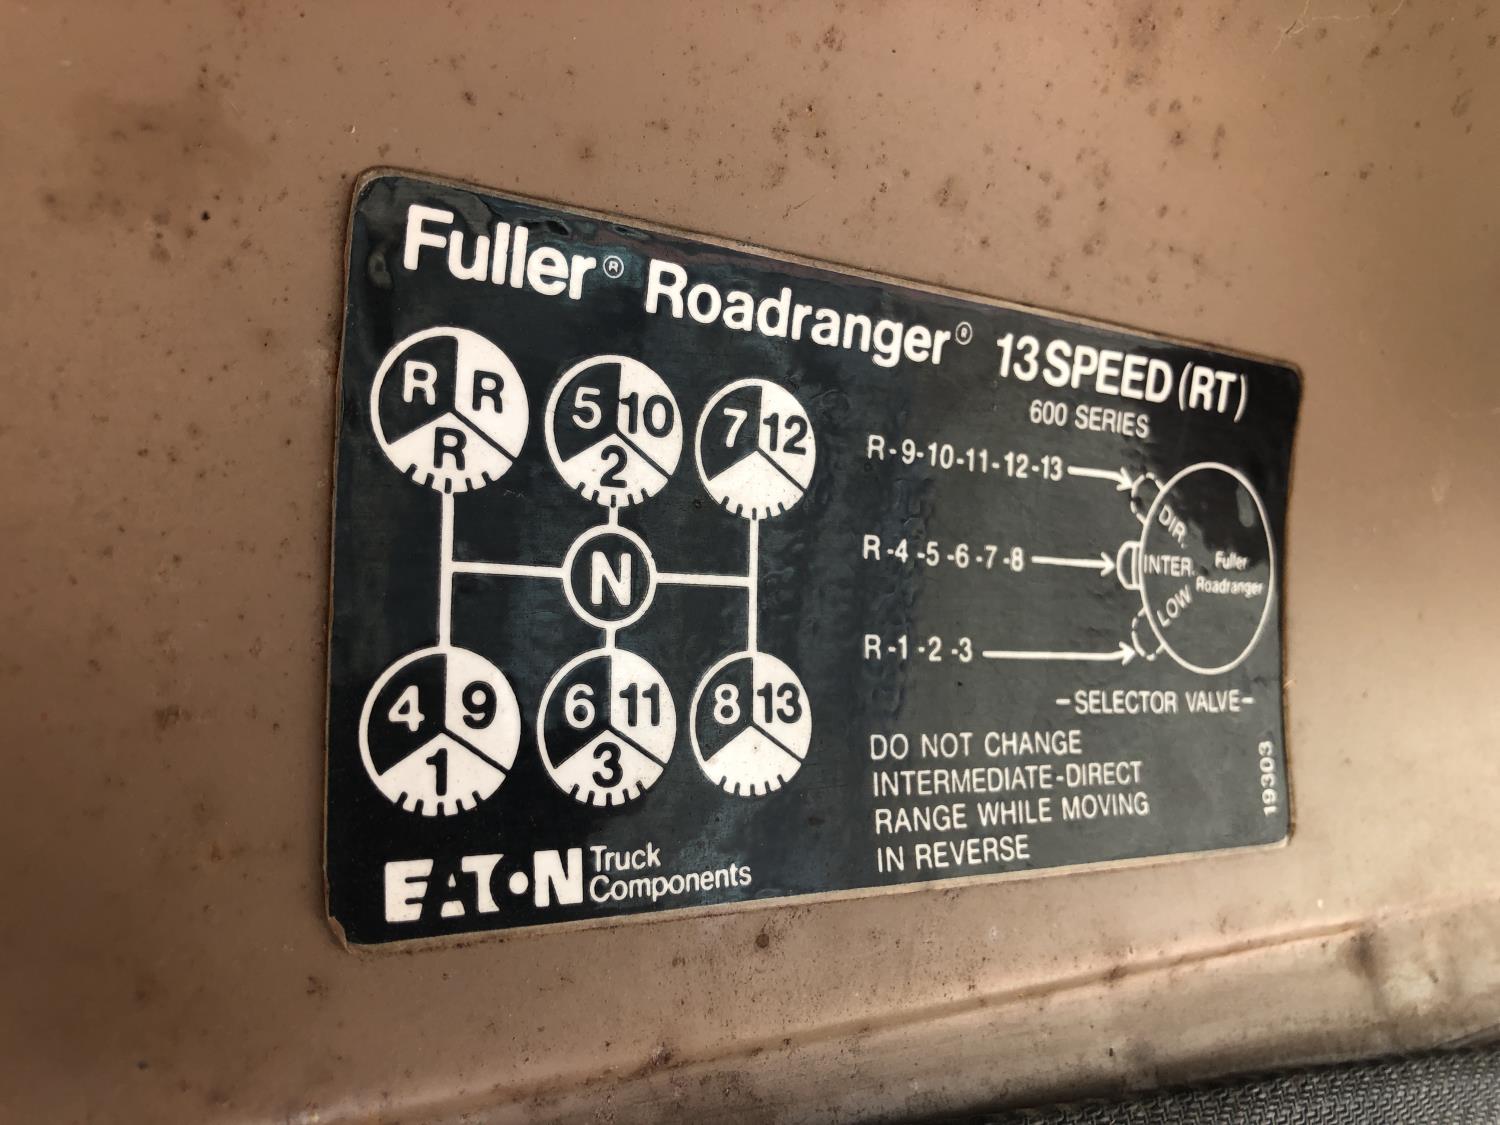 Fuller® Roadranger® 13 SPEED (RT)
600 SERIES
R R R
5 10 2
7 12
N
4 9 1
6 11 3
8 13
R-9-10-11-12-13
R-4-5-6-7-8
R-1-2-3
DIR.
INTER.
LOW
Fuller
Roadranger
-SELECTOR VALVE-
DO NOT CHANGE
INTERMEDIATE-DIRECT
RANGE WHILE MOVING
IN REVERSE
19303
EATON Truck
Components